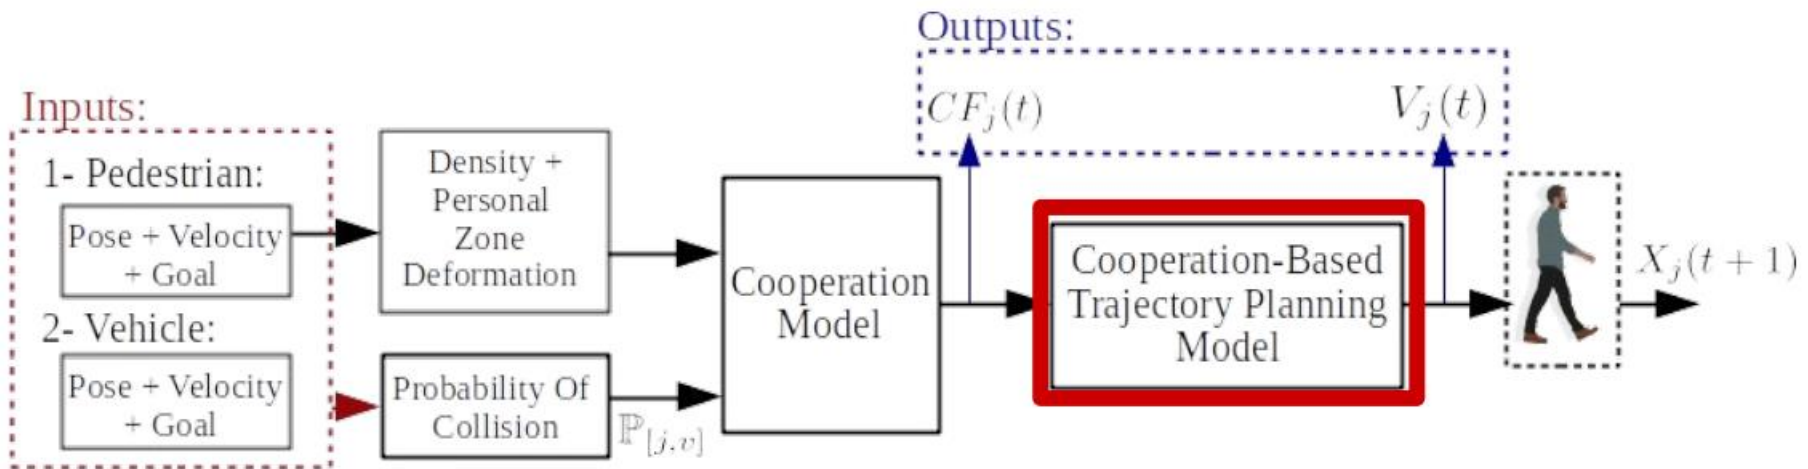 Outputs:
CF_j(t)
V_j(t)
Inputs:
1- Pedestrian:
Pose + Velocity
+ Goal
2- Vehicle:
Pose + Velocity
+ Goal
Density +
Personal
Zone
Deformation
Probability Of
Collision
ℙ_[j,v]
Cooperation
Model
Cooperation-Based
Trajectory Planning
Model
X_j(t + 1)